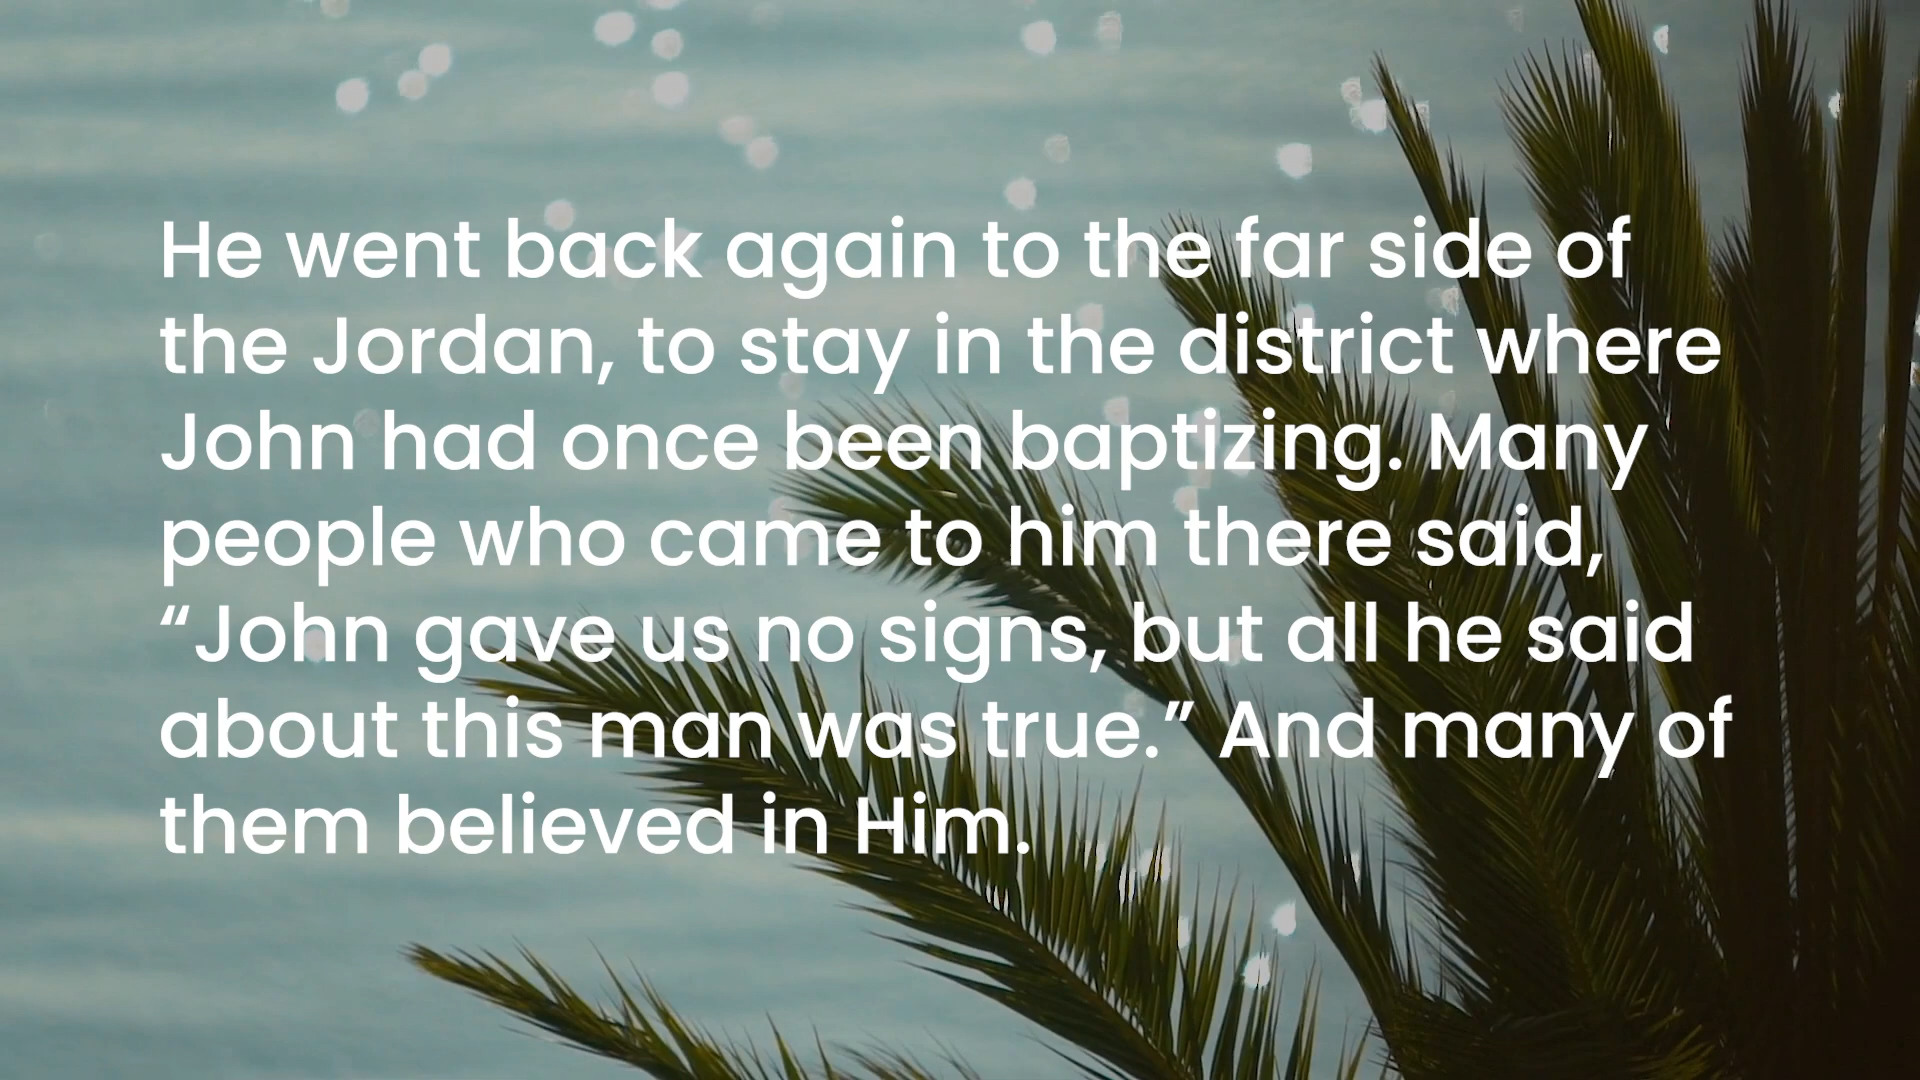 He went back again to the far side of
the Jordan, to stay in the district where
John had once been baptizing. Many
people who came to him there said,
“John gave us no signs, but all he said
about this man was true.” And many of
them believed in Him.